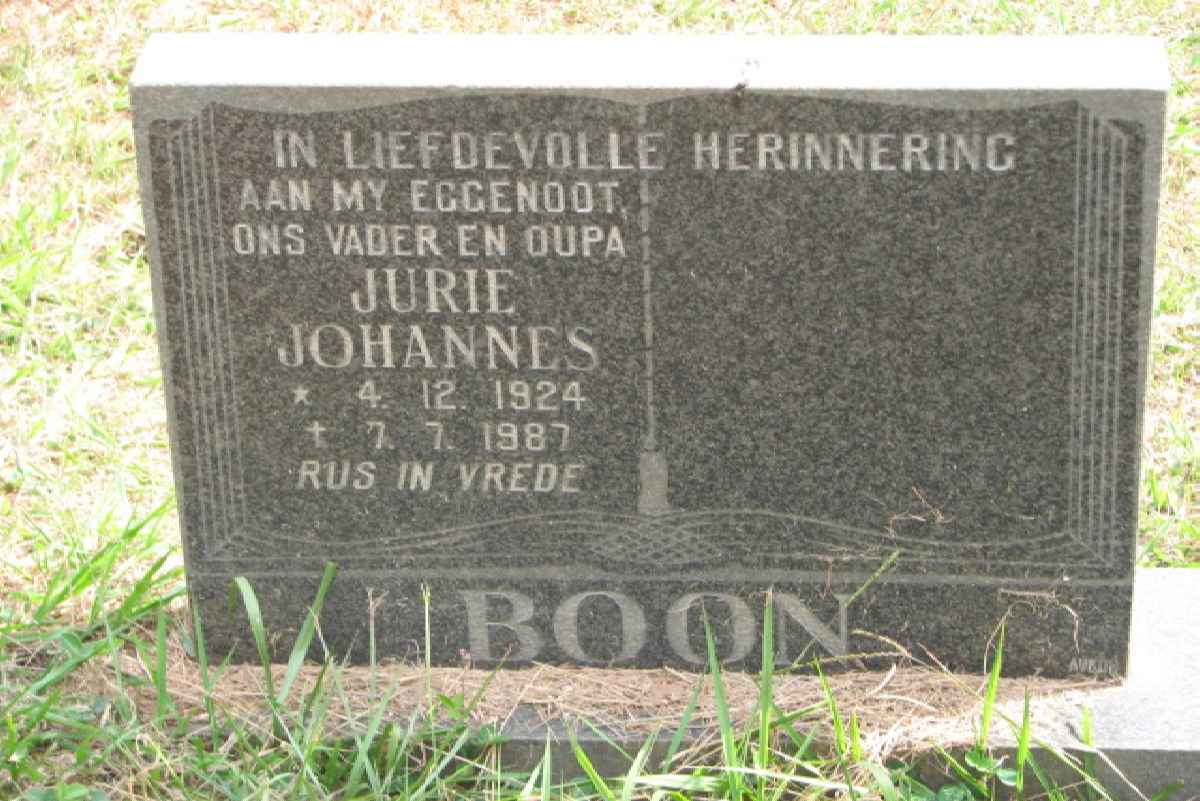 IN LIEFDEVOLLE HERINNERING
AAN MY EGGENOOT,
ONS VADER EN OUPA
JURIE
JOHANNES
* 4. 12. 1924
† 7. 7. 1987
RUS IN VREDE
BOON